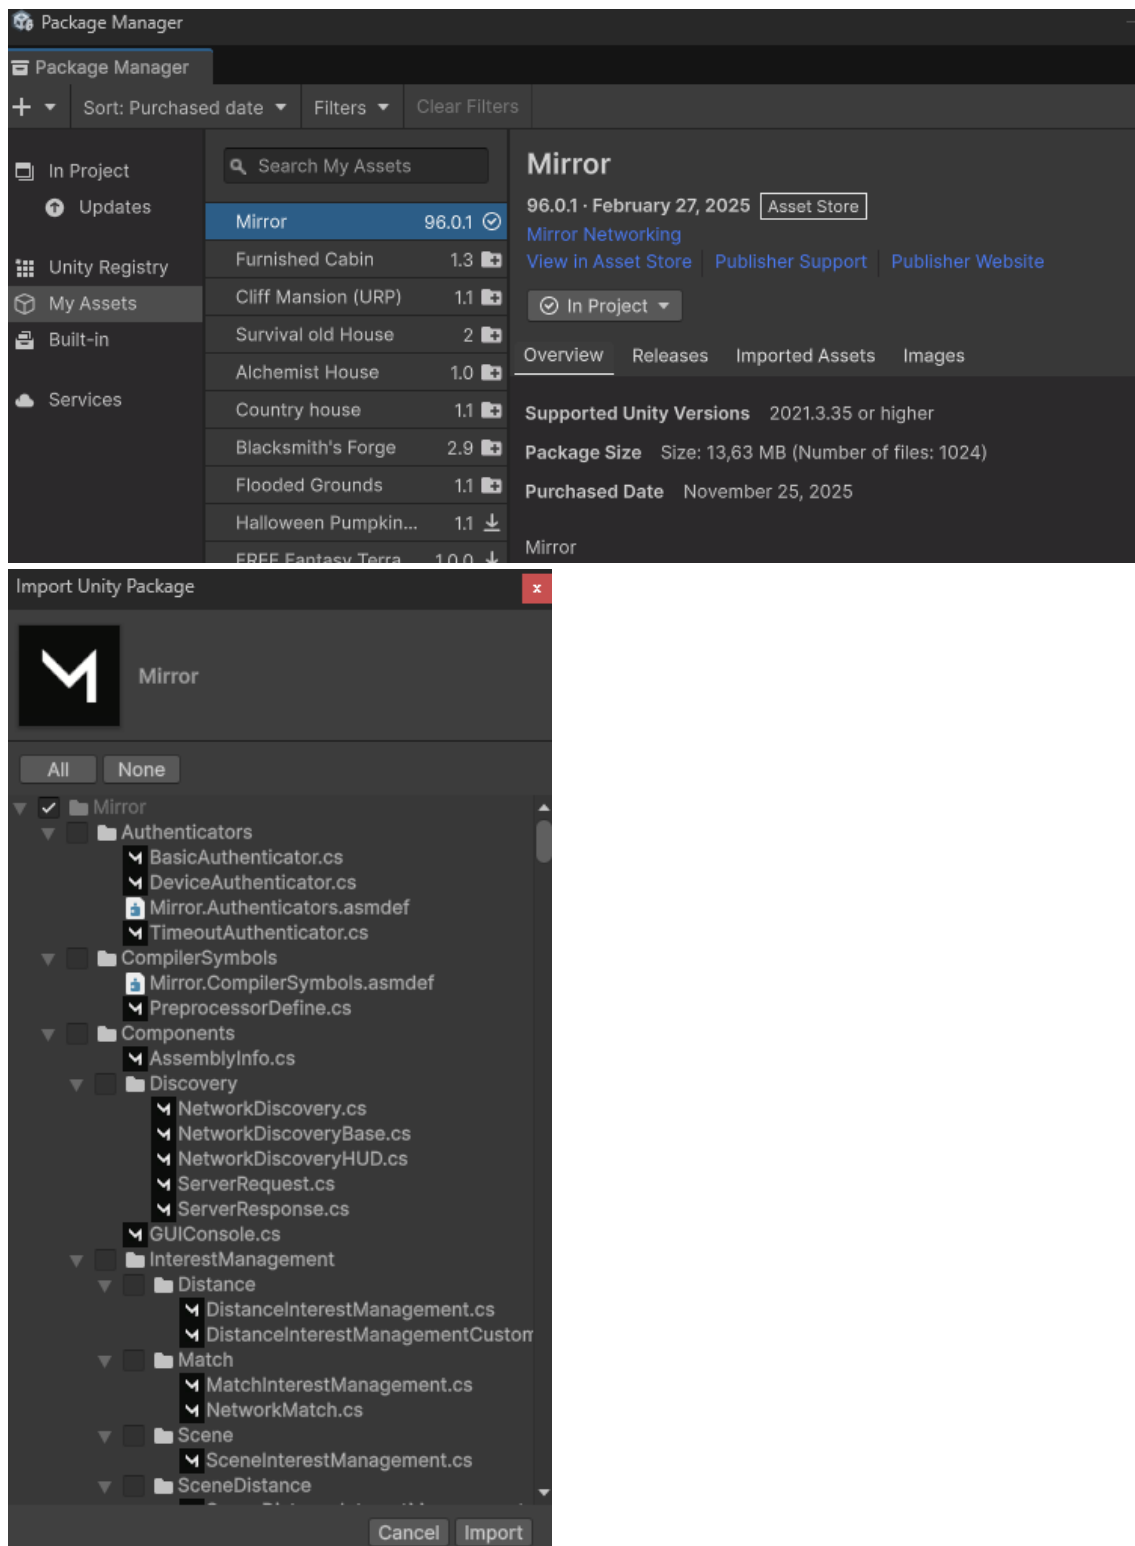 Package Manager
Package Manager
Sort: Purchased date
Filters
Clear Filters
In Project
Updates
Unity Registry
My Assets
Built-in
Services
Search My Assets
Mirror 96.0.1
Furnished Cabin 1.3
Cliff Mansion (URP) 1.1
Survival old House 2
Alchemist House 1.0
Country house 1.1
Blacksmith's Forge 2.9
Flooded Grounds 1.1
Halloween Pumpkin... 1.1
FREE Fantasy Terra 1.0.0
Mirror
96.0.1 · February 27, 2025 Asset Store
Mirror Networking
View in Asset Store Publisher Support Publisher Website
In Project
Overview Releases Imported Assets Images
Supported Unity Versions 2021.3.35 or higher
Package Size Size: 13,63 MB (Number of files: 1024)
Purchased Date November 25, 2025
Mirror
Import Unity Package
x
Mirror
All None
Mirror
Authenticators
BasicAuthenticator.cs
DeviceAuthenticator.cs
Mirror.Authenticators.asmdef
TimeoutAuthenticator.cs
CompilerSymbols
Mirror.CompilerSymbols.asmdef
PreprocessorDefine.cs
Components
AssemblyInfo.cs
Discovery
NetworkDiscovery.cs
NetworkDiscoveryBase.cs
NetworkDiscoveryHUD.cs
ServerRequest.cs
ServerResponse.cs
GUIConsole.cs
InterestManagement
Distance
DistanceInterestManagement.cs
DistanceInterestManagementCustom
Match
MatchInterestManagement.cs
NetworkMatch.cs
Scene
SceneInterestManagement.cs
SceneDistance
Cancel Import